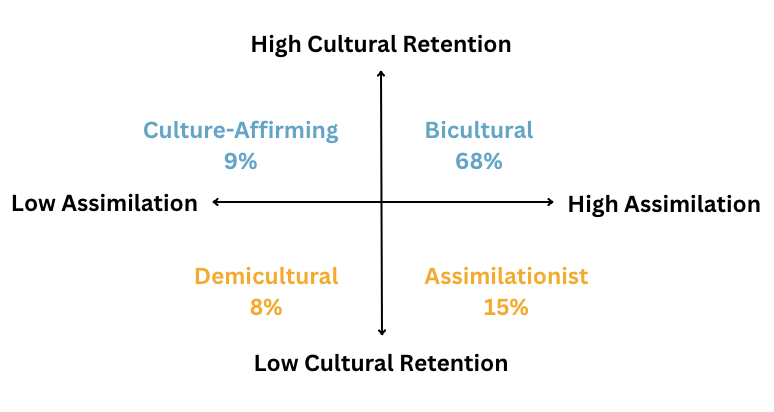 High Cultural Retention
Culture-Affirming
9%
Bicultural
68%
Low Assimilation
High Assimilation
Demicultural
8%
Assimilationist
15%
Low Cultural Retention